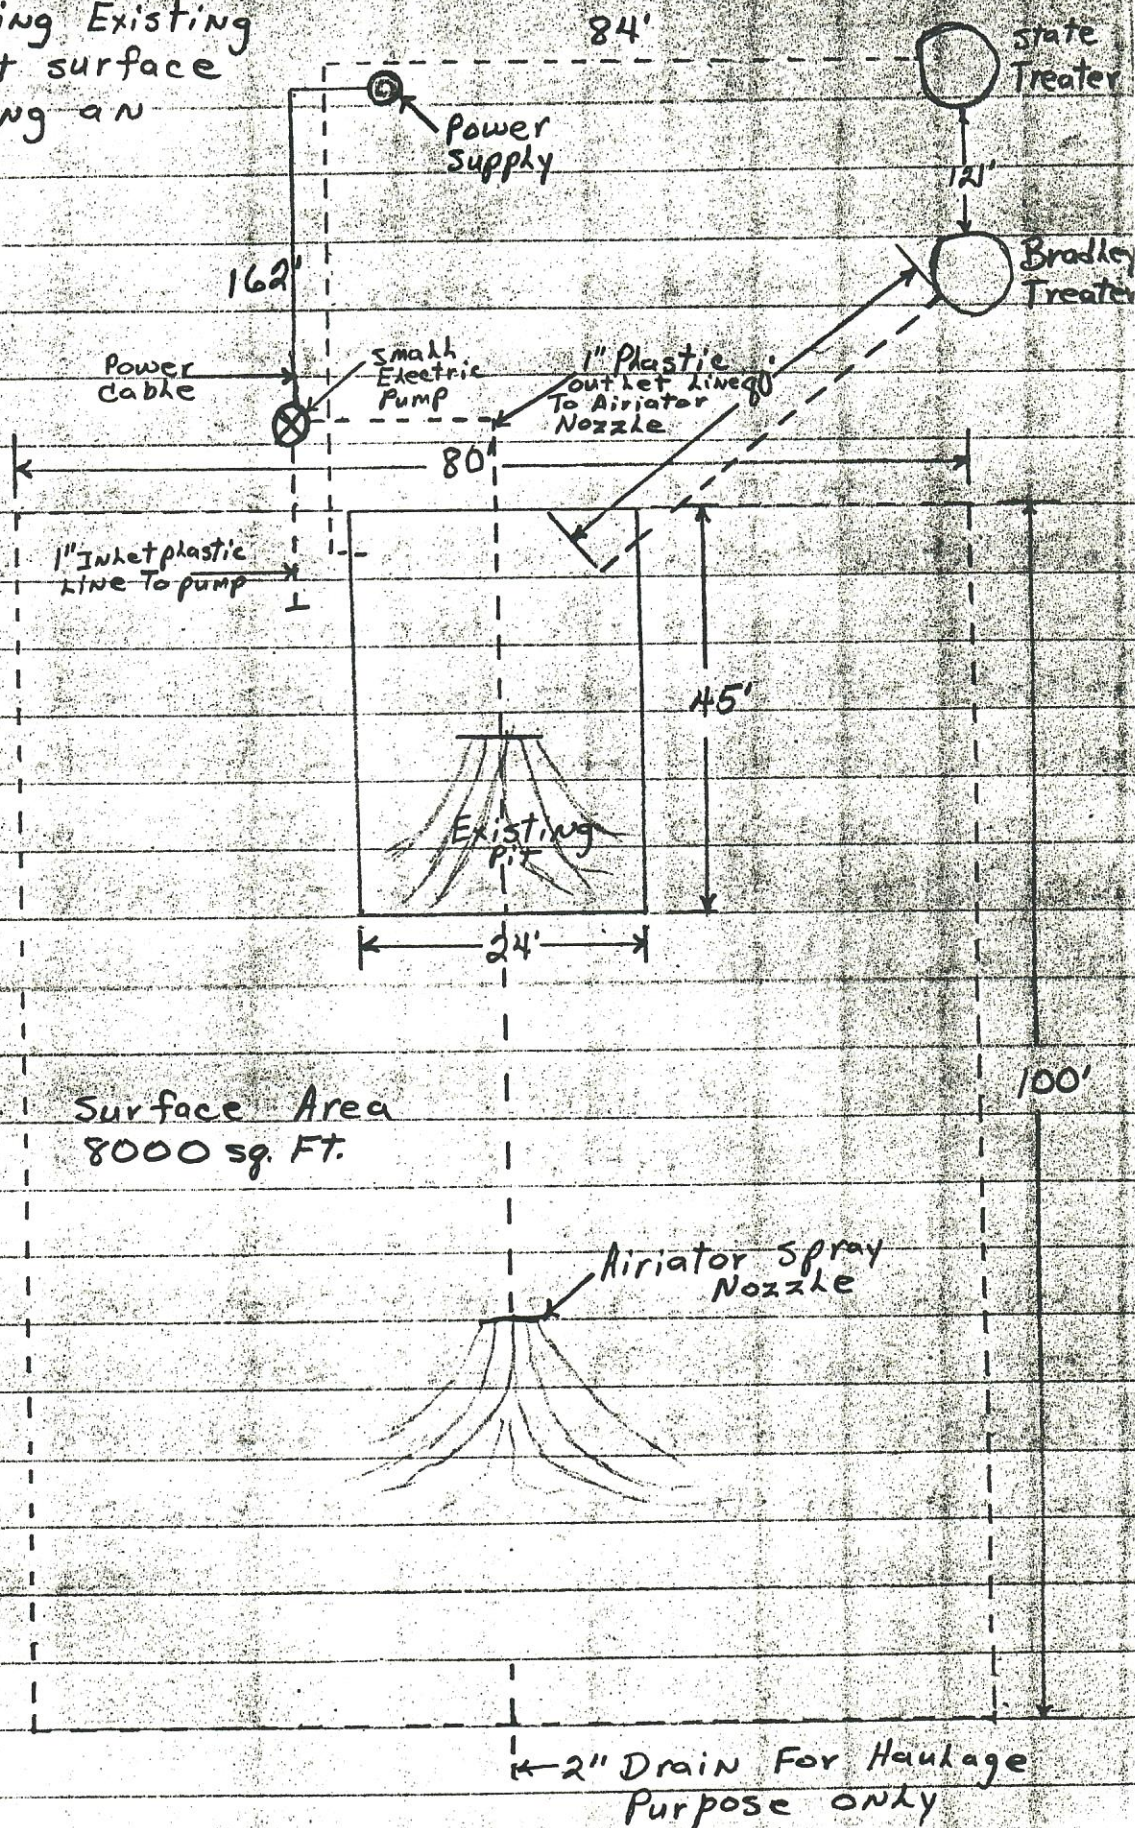 ing Existing
t surface
ng an
84'
State
Treater
Power
Supply
121'
Bradley
Treater
162'
Power
Cable
Small
Electric
Pump
1" Plastic
outlet Line
To Airiator
Nozzle
80'
1" Inlet plastic
Line To pump
45'
Existing
Pit
24'
100'
Surface Area
8000 sq. Ft.
Airiator Spray
Nozzle
2" Drain For Haulage
Purpose ONLY